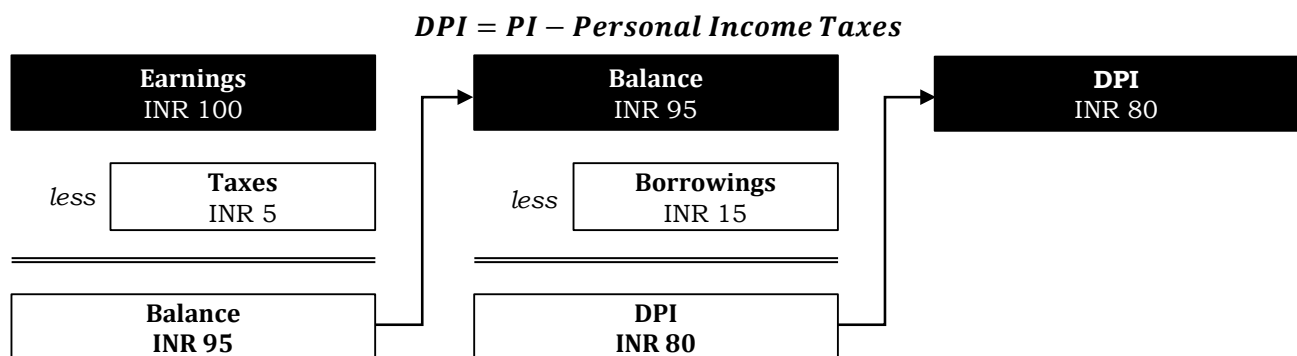 DPI = PI − Personal Income Taxes
Earnings
INR 100
less
Taxes
INR 5
Balance
INR 95
Balance
INR 95
less
Borrowings
INR 15
DPI
INR 80
DPI
INR 80